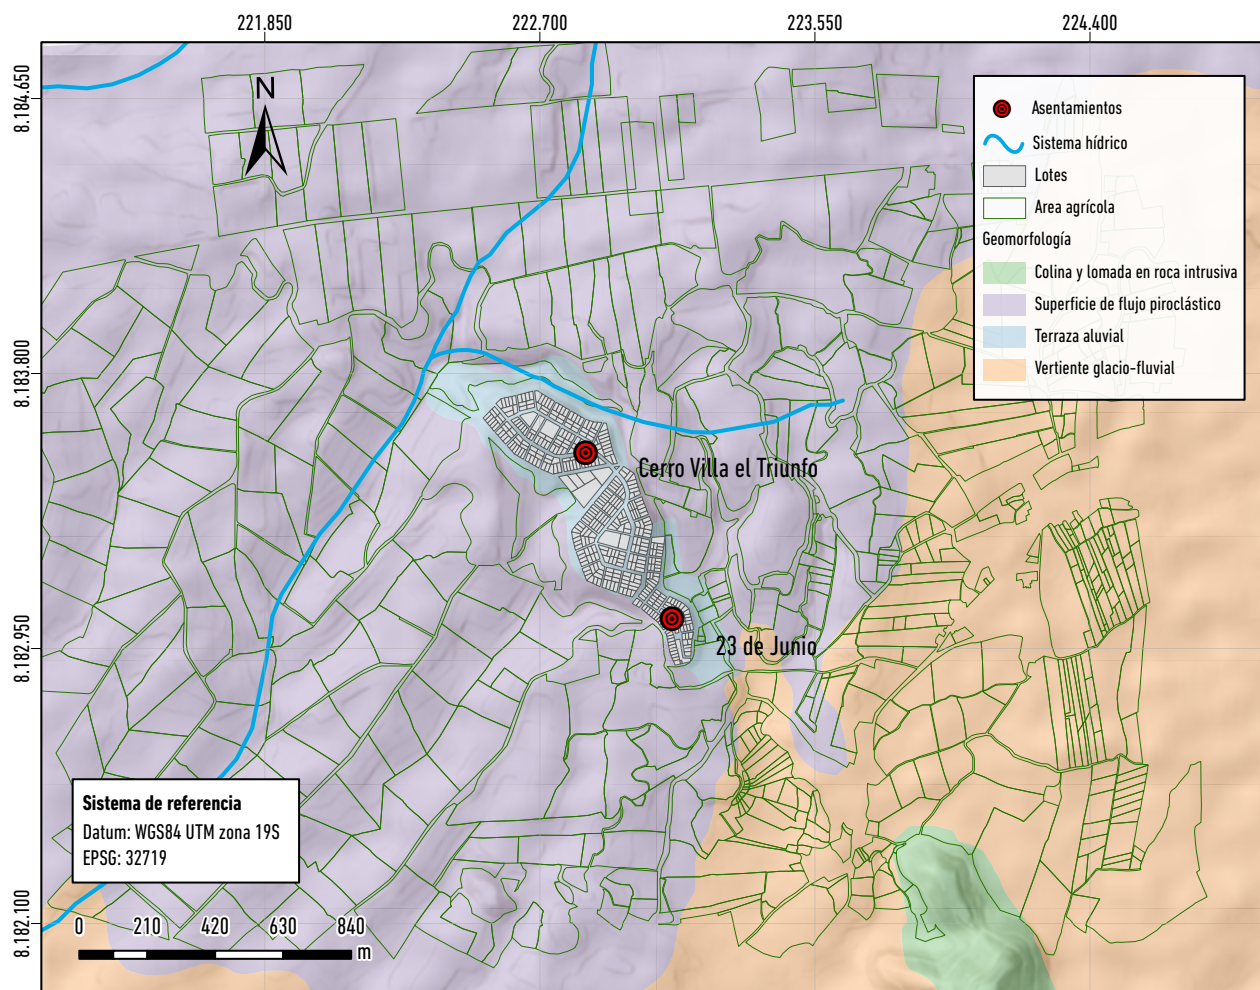 221.850
222.700
223.550
224.400
8.184.650
8.183.800
8.182.950
8.182.100
N
Asentamientos
Sistema hídrico
Lotes
Area agrícola
Geomorfología
Colina y lomada en roca intrusiva
Superficie de flujo piroclástico
Terraza aluvial
Vertiente glacio-fluvial
Cerro Villa el Triunfo
23 de Junio
Sistema de referencia
Datum: WGS84 UTM zona 19S
EPSG: 32719
0 210 420 630 840
m